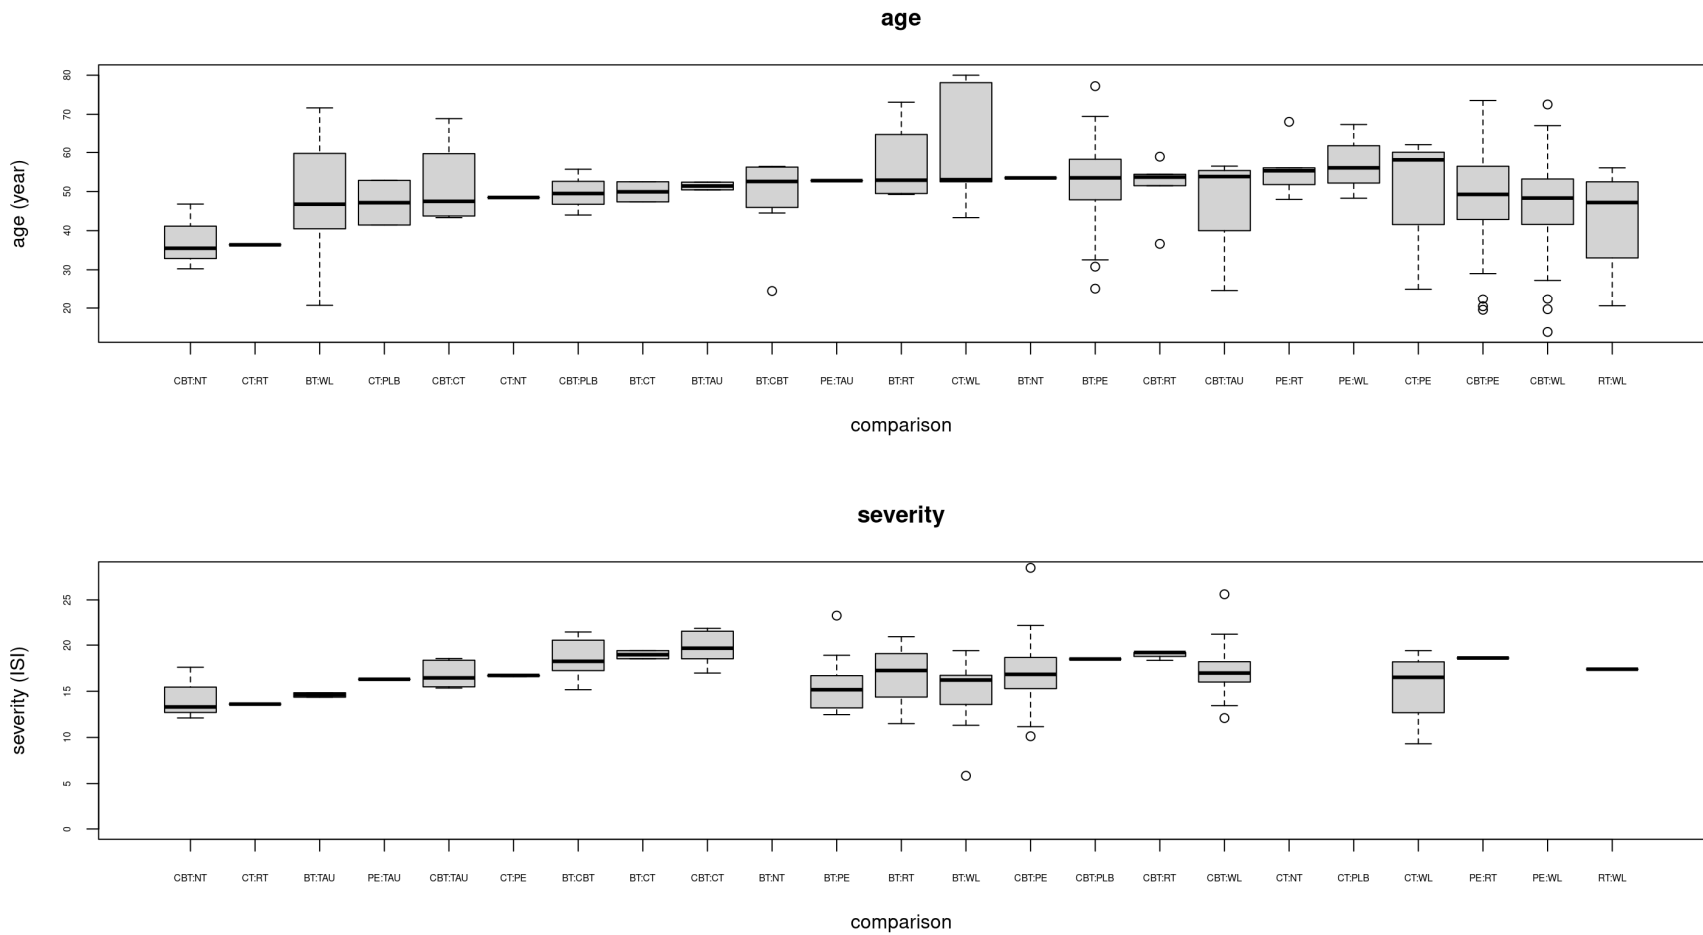 age
age (year)
80
70
60
50
40
30
20
CBT:NT CT:RT BT:WL CT:PLB CBT:CT CT:NT CBT:PLB BT:CT BT:TAU BT:CBT PE:TAU BT:RT CT:WL BT:NT BT:PE CBT:RT CBT:TAU PE:RT PE:WL CT:PE CBT:PE CBT:WL RT:WL
comparison
severity
severity (ISI)
25
20
15
10
5
0
CBT:NT CT:RT BT:TAU PE:TAU CBT:TAU CT:PE BT:CBT BT:CT CBT:CT BT:NT BT:PE BT:RT BT:WL CBT:PE CBT:PLB CBT:RT CBT:WL CT:NT CT:PLB CT:WL PE:RT PE:WL RT:WL
comparison